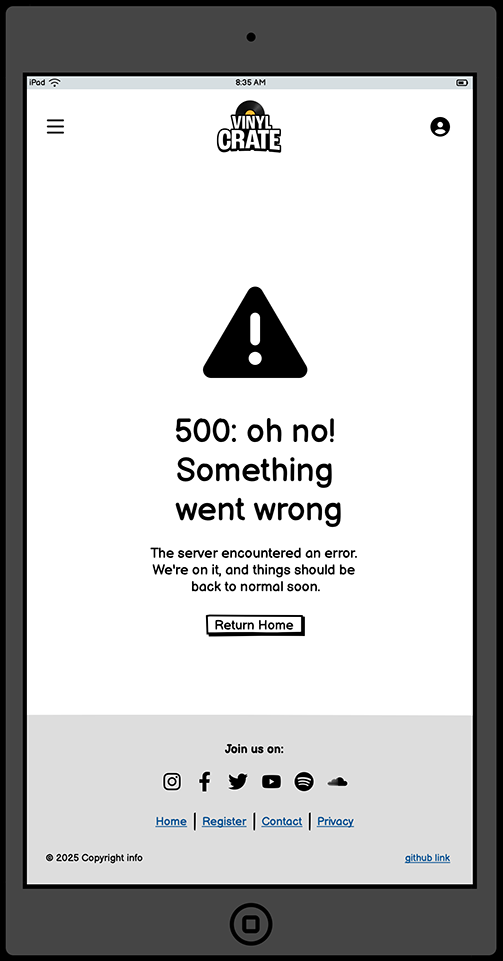 iPod
8:35 AM
VINYL
CRATE
500: oh no!
Something
went wrong
The server encountered an error.
We're on it, and things should be
back to normal soon.
Return Home
Join us on:
Home | Register | Contact | Privacy
© 2025 Copyright info
github link